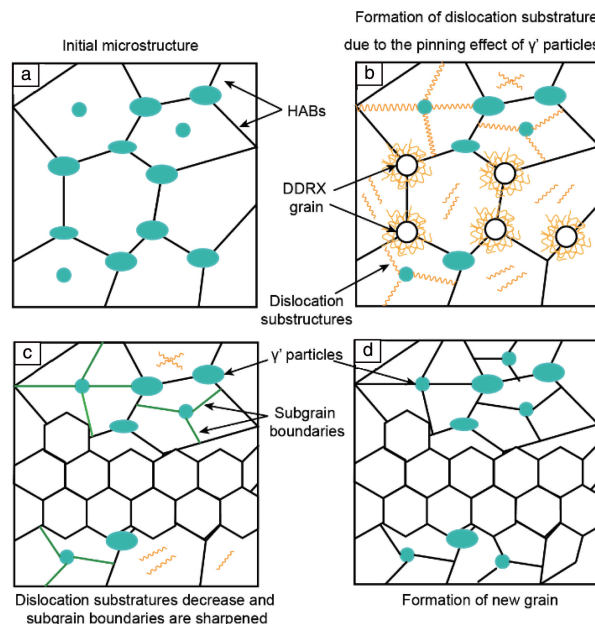 Formation of dislocation substrature
Initial microstructure
due to the pinning effect of γ' particles
a
b
HABs
DDRX
grain
Dislocation
substructures
c
d
γ' particles
Subgrain
boundaries
Dislocation substratures decrease and
subgrain boundaries are sharpened
Formation of new grain